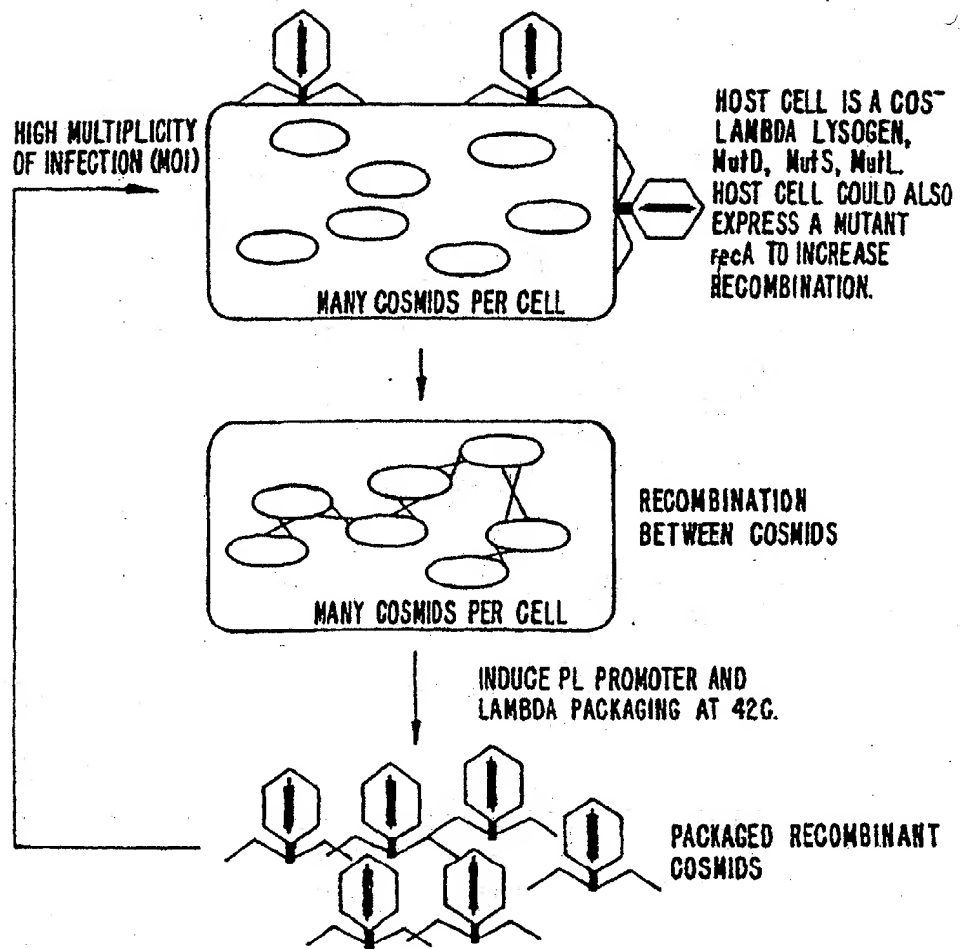 HIGH MULTIPLICITY
OF INFECTION (MOI)
HOST CELL IS A COS-
LAMBDA LYSOGEN,
MutD, MutS, MutL.
HOST CELL COULD ALSO
EXPRESS A MUTANT
recA TO INCREASE
RECOMBINATION.
MANY COSMIDS PER CELL
RECOMBINATION
BETWEEN COSMIDS
MANY COSMIDS PER CELL
INDUCE PL PROMOTER AND
LAMBDA PACKAGING AT 42C.
PACKAGED RECOMBINANT
COSMIDS